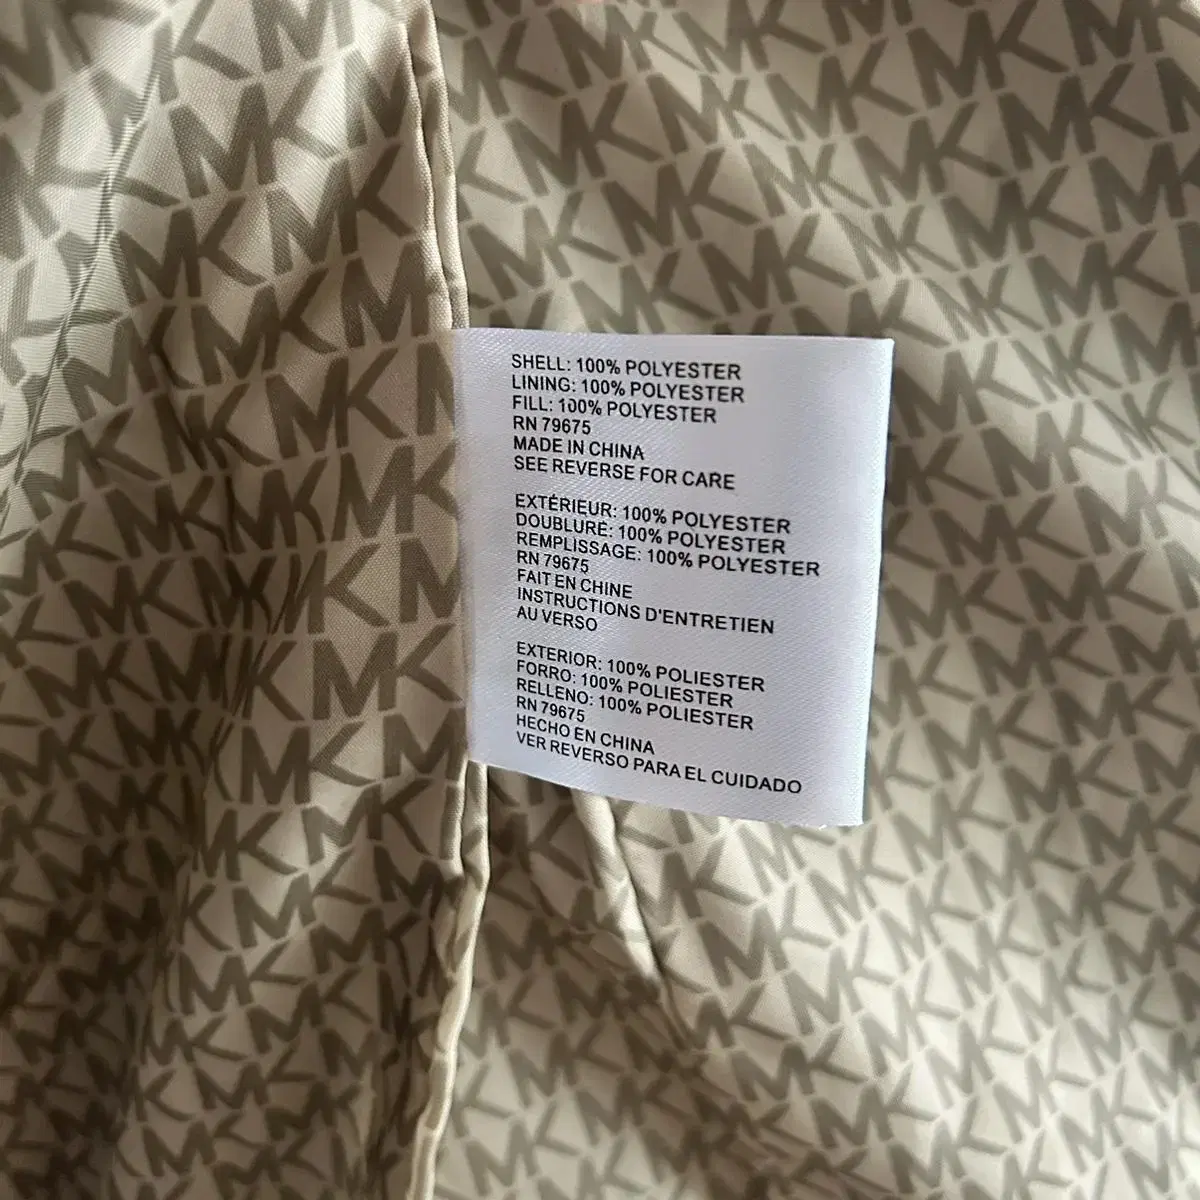 SHELL: 100% POLYESTER
LINING: 100% POLYESTER
FILL: 100% POLYESTER
RN 79675
MADE IN CHINA
SEE REVERSE FOR CARE
EXTÉRIEUR: 100% POLYESTER
DOUBLURE: 100% POLYESTER
REMPLISSAGE: 100% POLYESTER
RN 79675
FAIT EN CHINE
INSTRUCTIONS D'ENTRETIEN
AU VERSO
EXTERIOR: 100% POLIESTER
FORRO: 100% POLIESTER
RELLENO: 100% POLIESTER
RN 79675
HECHO EN CHINA
VER REVERSO PARA EL CUIDADO